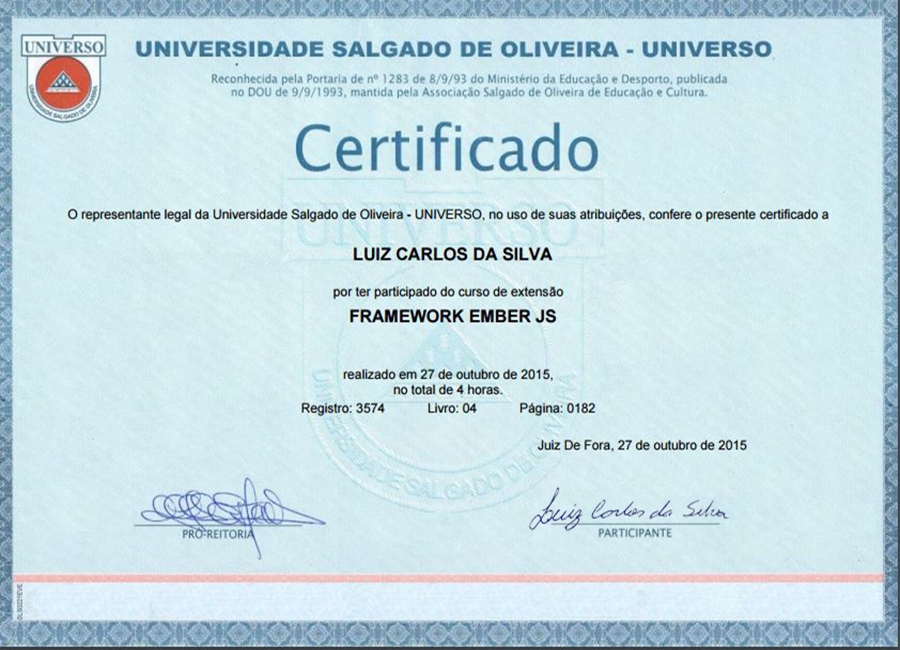 UNIVERSO
UNIVERSIDADE SALGADO DE OLIVEIRA
UNIVERSIDADE SALGADO DE OLIVEIRA - UNIVERSO
Reconhecida pela Portaria de nº 1283 de 8/9/93 do Ministério da Educação e Desporto, publicada
no DOU de 9/9/1993, mantida pela Associação Salgado de Oliveira de Educação e Cultura.
Certificado
O representante legal da Universidade Salgado de Oliveira - UNIVERSO, no uso de suas atribuições, confere o presente certificado a
UNIVERSO
LUIZ CARLOS DA SILVA
por ter participado do curso de extensão
FRAMEWORK EMBER JS
realizado em 27 de outubro de 2015,
no total de 4 horas.
Registro: 3574 Livro: 04 Página: 0182
UNIVERSIDADE SALGADO DE OLIVEIRA
Juiz De Fora, 27 de outubro de 2015
Luiz Carlos da Silva
PRÓ-REITORIA
PARTICIPANTE